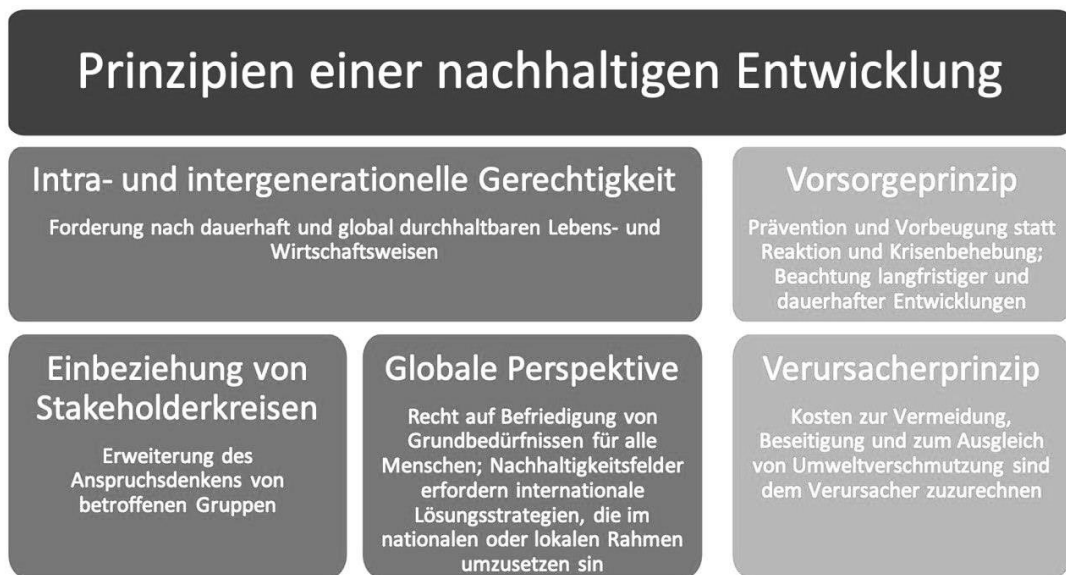 Prinzipien einer nachhaltigen Entwicklung
Intra- und intergenerationelle Gerechtigkeit
Forderung nach dauerhaft und global durchhaltbaren Lebens- und
Wirtschaftsweisen
Vorsorgeprinzip
Prävention und Vorbeugung statt
Reaktion und Krisenbehebung;
Beachtung langfristiger und
dauerhafter Entwicklungen
Einbeziehung von
Stakeholderkreisen
Erweiterung des
Anspruchsdenkens von
betroffenen Gruppen
Globale Perspektive
Recht auf Befriedigung von
Grundbedürfnissen für alle
Menschen; Nachhaltigkeitsfelder
erfordern internationale
Lösungsstrategien, die im
nationalen oder lokalen Rahmen
umzusetzen sin
Verursacherprinzip
Kosten zur Vermeidung,
Beseitigung und zum Ausgleich
von Umweltverschmutzung sind
dem Verursacher zuzurechnen